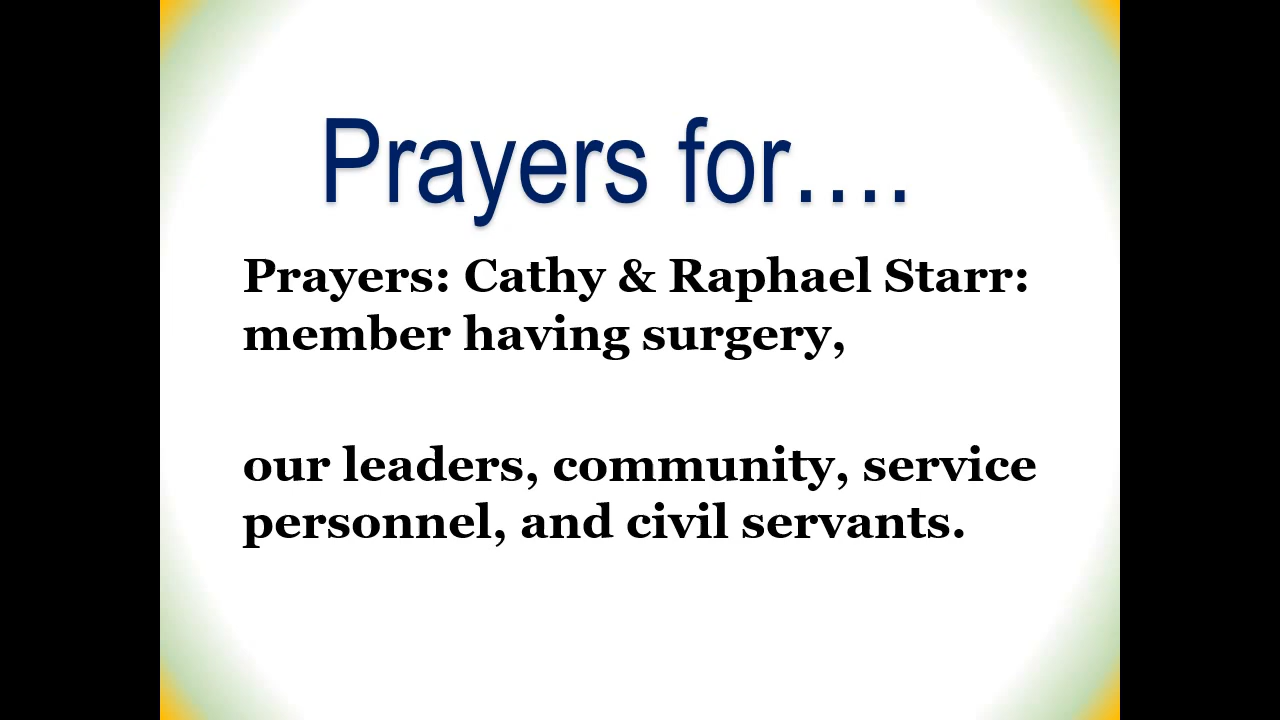 Prayers for....
Prayers: Cathy & Raphael Starr:
member having surgery,
our leaders, community, service
personnel, and civil servants.